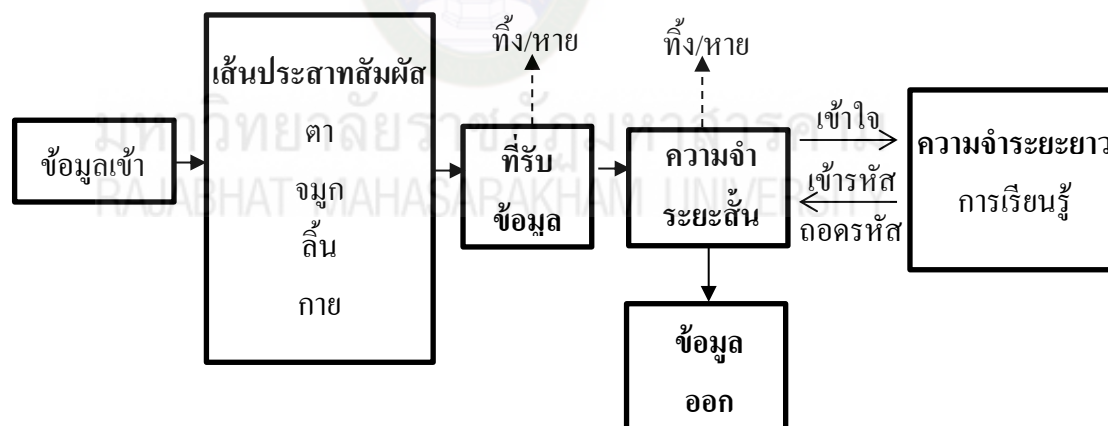 ข้อมูลเข้า
เส้นประสาทสัมผัส
ตา
จมูก
ลิ้น
กาย
ทิ้ง/หาย
ที่รับ
ข้อมูล
ทิ้ง/หาย
ความจำ
ระยะสั้น
เข้าใจ
เข้ารหัส
ถอดรหัส
ความจำระยะยาว
การเรียนรู้
ข้อมูล
ออก
มหาวิทยาลัยราชภัฏมหาสารคาม
RAJABHAT MAHASARAKHAM UNIVERSITY